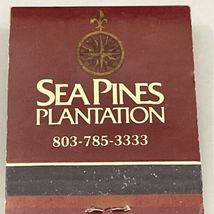 SEA PINES
PLANTATION
803-785-3333